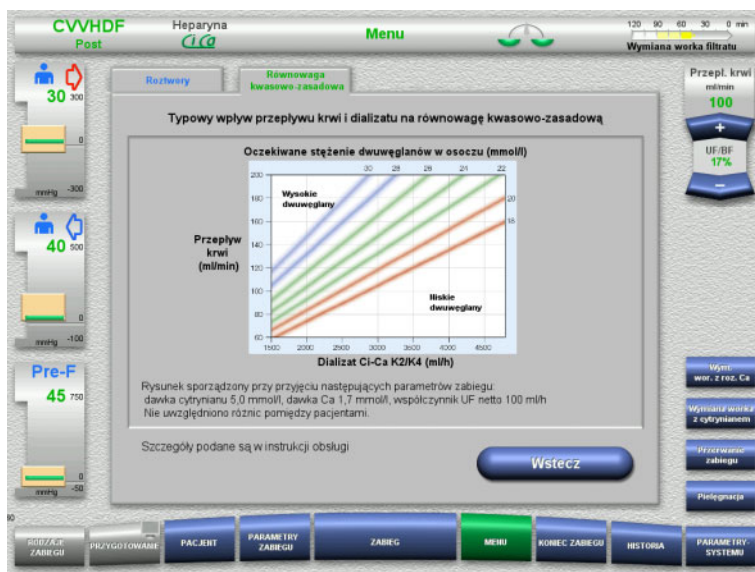 CVVHDF
Post
Heparyna
CiCa
Menu
120 90 60 30 0 min
Wymiana worka filtratu
30
300
0
mmHg -300
40
500
0
mmHg -100
Pre-F
45
750
0
mmHg -50
Roztwory
Równowaga
kwasowo-zasadowa
Typowy wpływ przepływu krwi i dializatu na równowagę kwasowo-zasadową
Oczekiwane stężenie dwuwęglanów w osoczu (mmol/l)
30 28 26 24 22
20
18
Wysokie
dwuwęglany
Niskie
dwuwęglany
Przepływ
krwi
(ml/min)
200
180
160
140
120
100
80
60
1500 2000 2500 3000 3500 4000 4500
Dializat Ci-Ca K2/K4 (ml/h)
Rysunek sporządzony przy przyjęciu następujących parametrów zabiegu:
dawka cytrynianu 5,0 mmol/l, dawka Ca 1,7 mmol/l, współczynnik UF netto 100 ml/h
Nie uwzględniono różnic pomiędzy pacjentami.
Szczegóły podane są w instrukcji obsługi
Wstecz
Przepl. krwi
ml/min
100
+
UF/BF
17%
−
Wymi.
wor. z roz. Ca
Wymiana worka
z cytrynianem
Przerwanie
zabiegu
Pielęgnacja
RODZAJE
ZABIEGU
PRZYGOTOWANIE
PACJENT
PARAMETRY
ZABIEGU
ZABIEG
MENU
KONIEC ZABIEGU
HISTORIA
PARAMETRY-
SYSTEMU